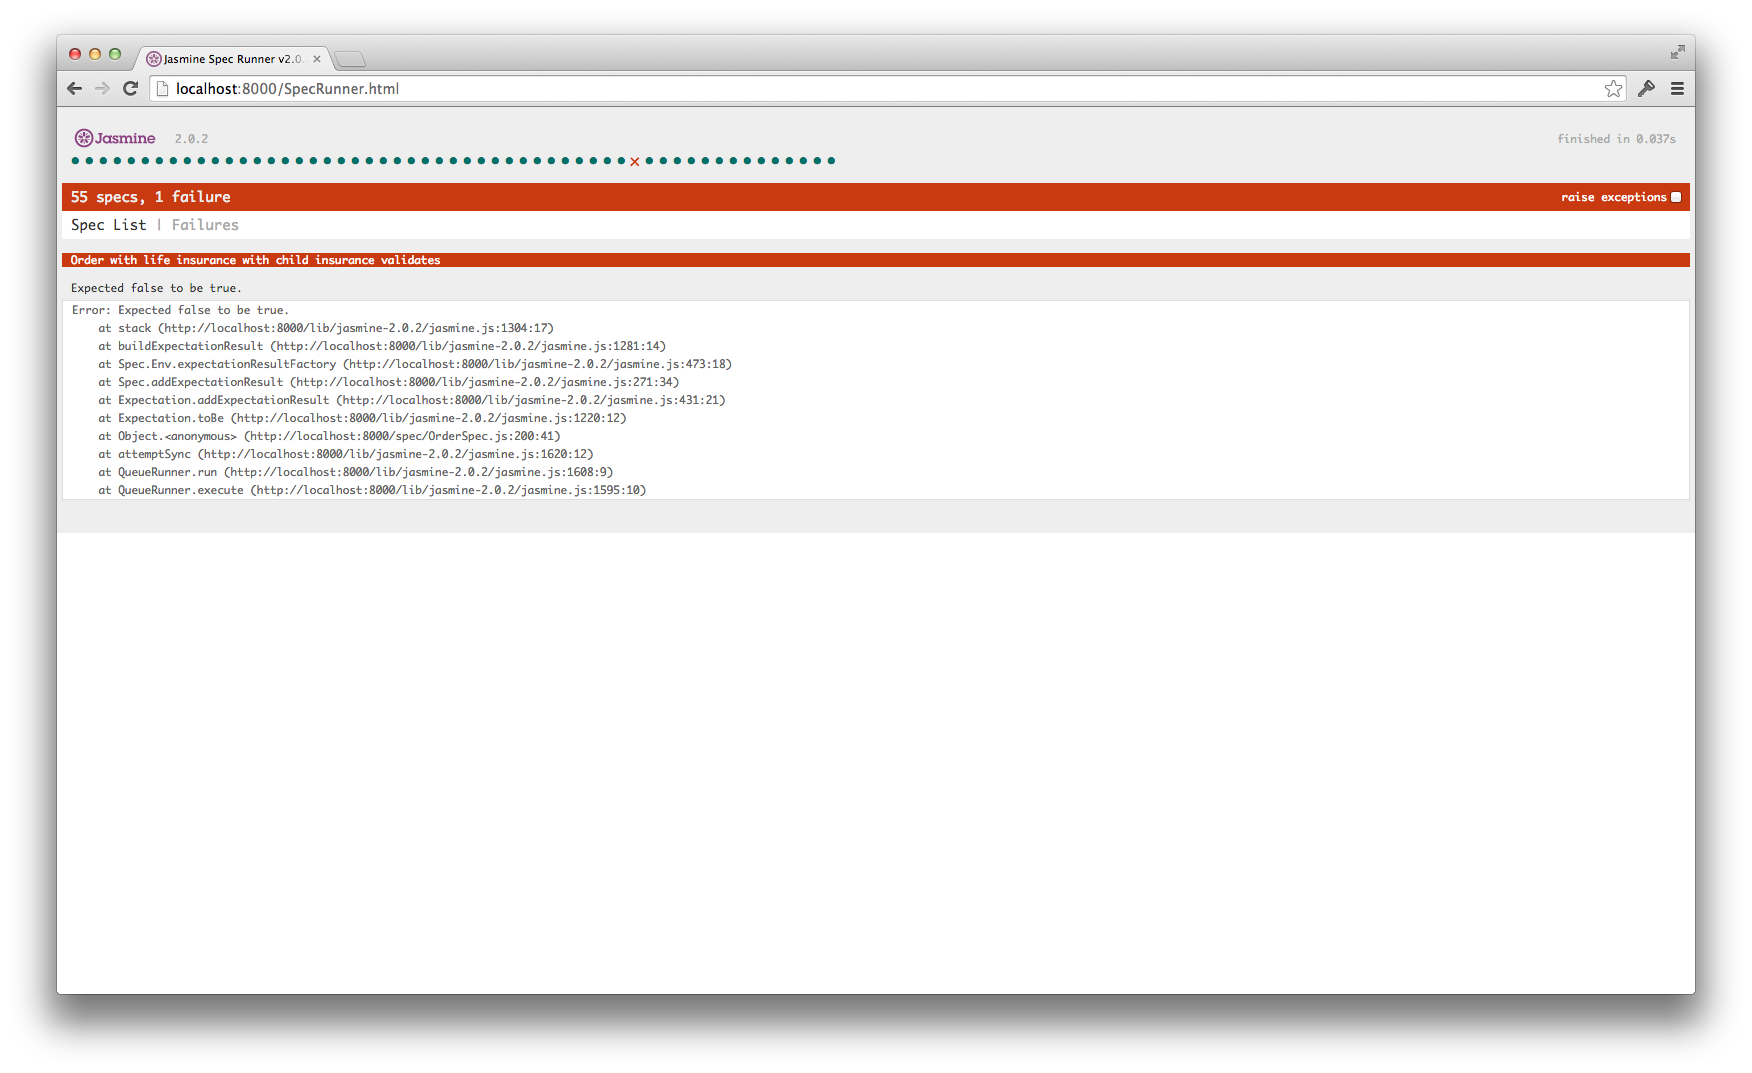 Jasmine Spec Runner v2.0.
localhost:8000/SpecRunner.html
Jasmine 2.0.2 finished in 0.037s
55 specs, 1 failure raise exceptions
Spec List | Failures
Order with life insurance with child insurance validates
Expected false to be true.
Error: Expected false to be true.
    at stack (http://localhost:8000/lib/jasmine-2.0.2/jasmine.js:1304:17)
    at buildExpectationResult (http://localhost:8000/lib/jasmine-2.0.2/jasmine.js:1281:14)
    at Spec.Env.expectationResultFactory (http://localhost:8000/lib/jasmine-2.0.2/jasmine.js:473:18)
    at Spec.addExpectationResult (http://localhost:8000/lib/jasmine-2.0.2/jasmine.js:271:34)
    at Expectation.addExpectationResult (http://localhost:8000/lib/jasmine-2.0.2/jasmine.js:431:21)
    at Expectation.toBe (http://localhost:8000/lib/jasmine-2.0.2/jasmine.js:1220:12)
    at Object.<anonymous> (http://localhost:8000/spec/OrderSpec.js:200:41)
    at attemptSync (http://localhost:8000/lib/jasmine-2.0.2/jasmine.js:1620:12)
    at QueueRunner.run (http://localhost:8000/lib/jasmine-2.0.2/jasmine.js:1608:9)
    at QueueRunner.execute (http://localhost:8000/lib/jasmine-2.0.2/jasmine.js:1595:10)